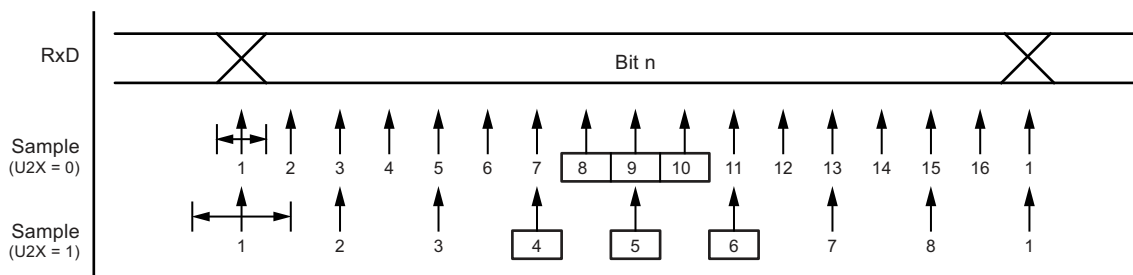 RxD
Bit n
Sample
(U2X = 0)
1 2 3 4 5 6 7 8 9 10 11 12 13 14 15 16 1
Sample
(U2X = 1)
1 2 3 4 5 6 7 8 1